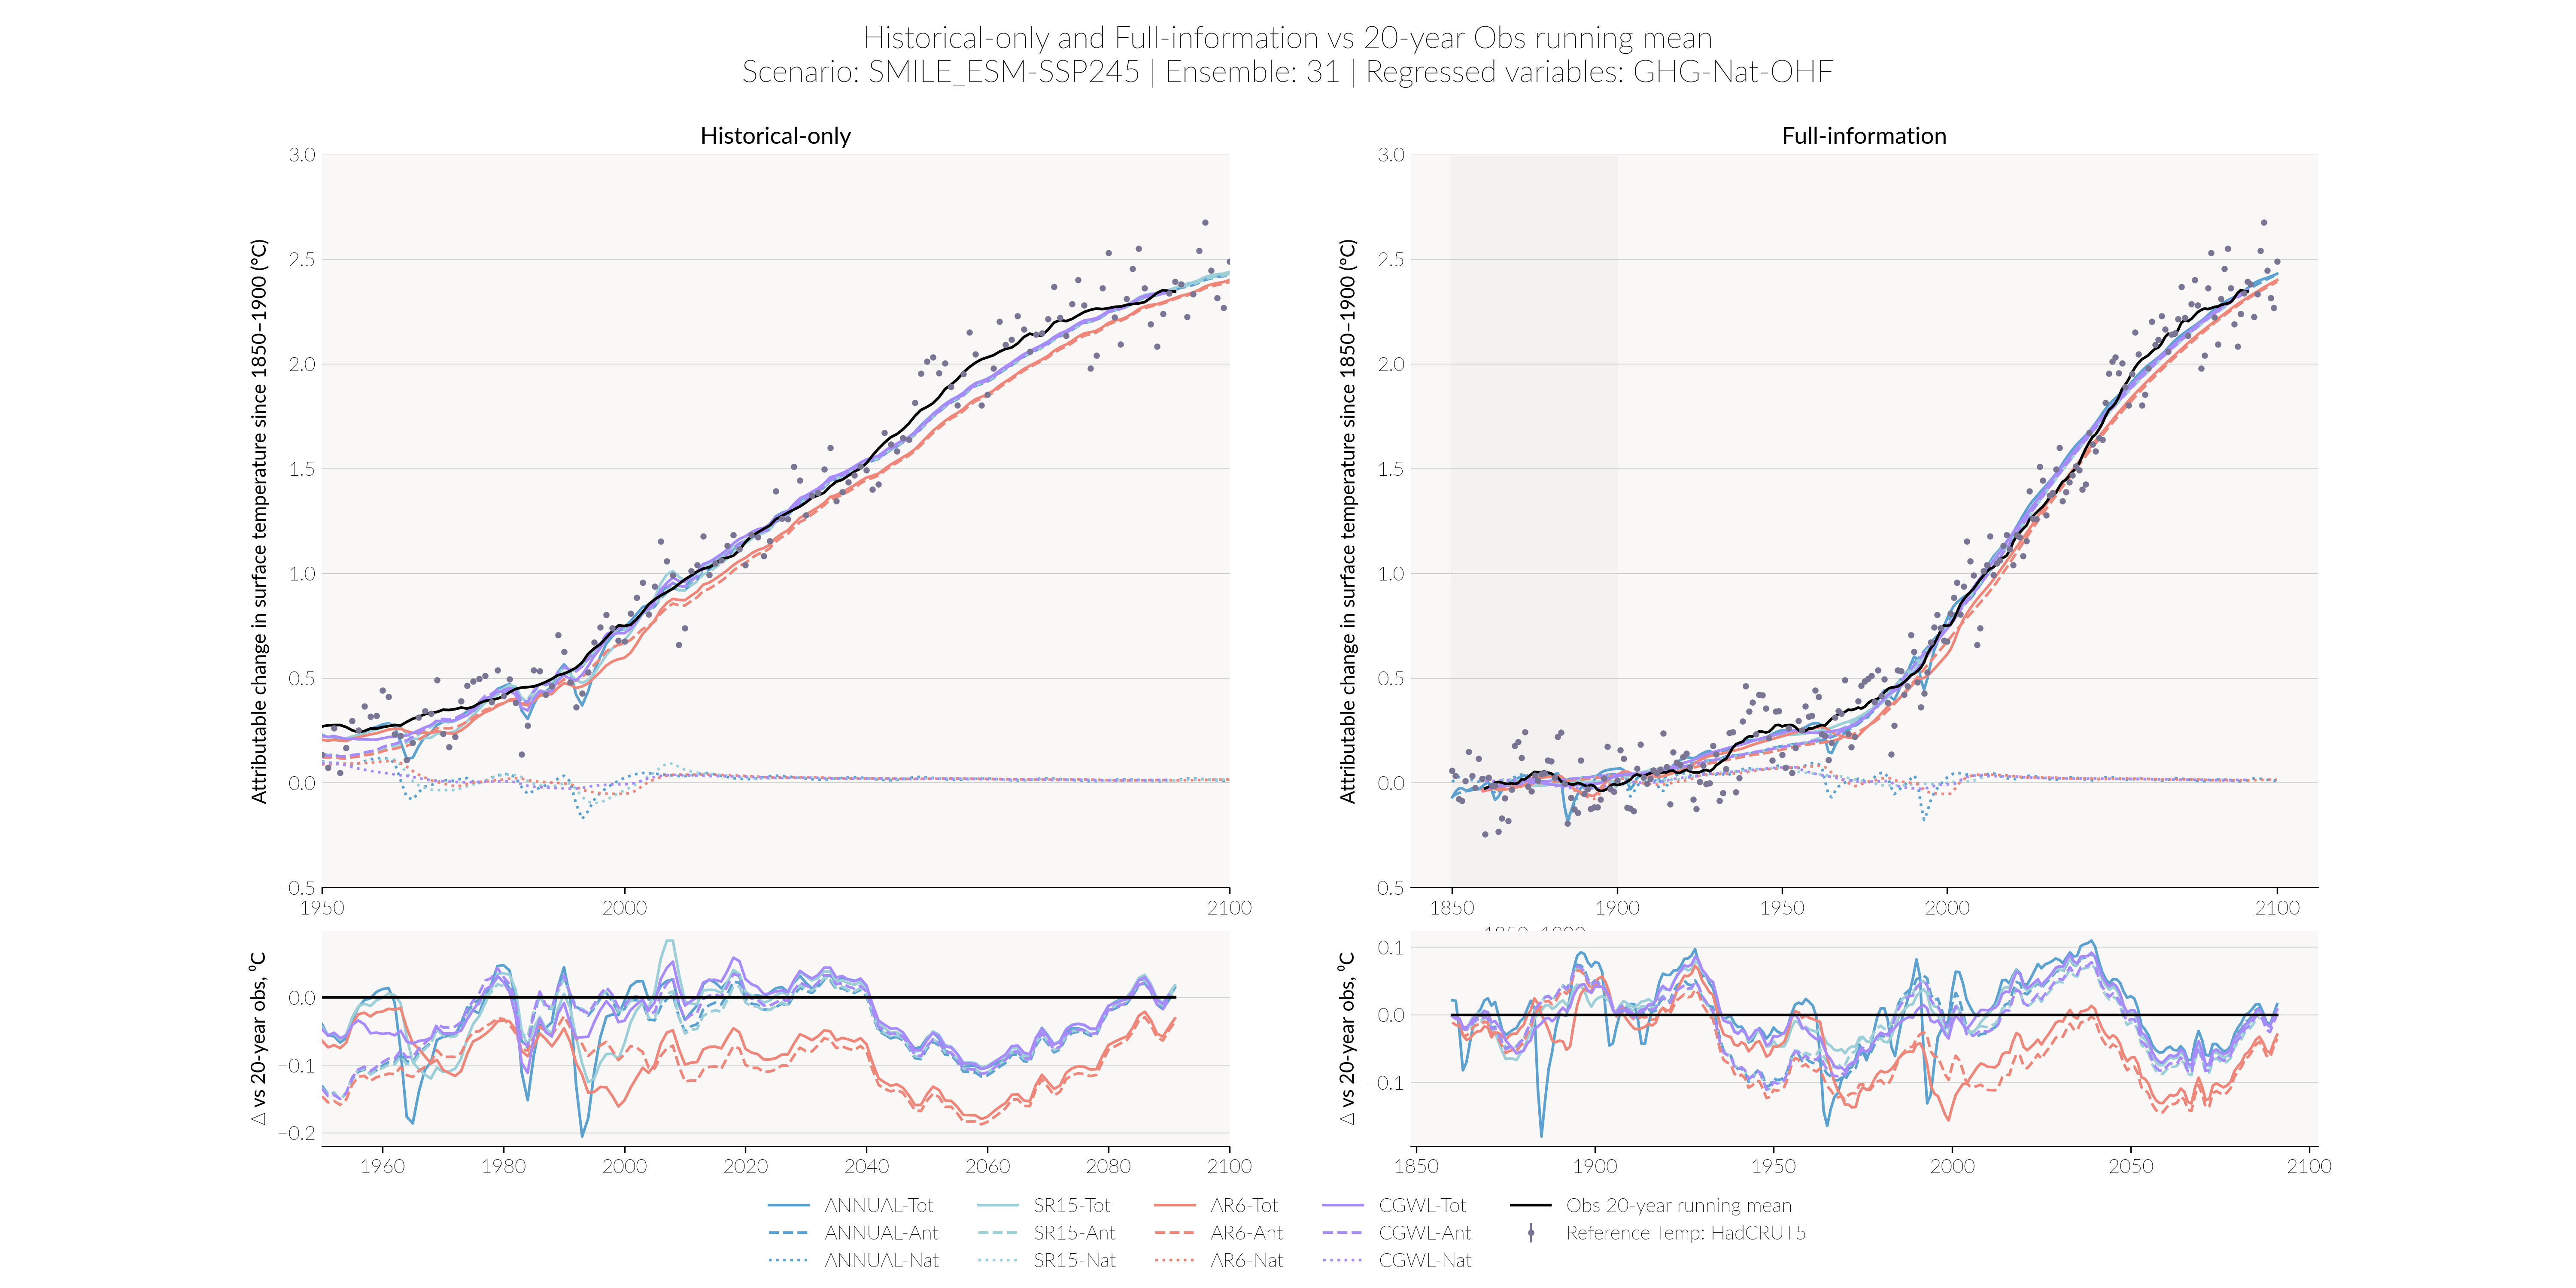 Historical-only and Full-information vs 20-year Obs running mean
Scenario: SMILE_ESM-SSP245 | Ensemble: 31 | Regressed variables: GHG-Nat-OHF
Historical-only
Attributable change in surface temperature since 1850–1900 (°C)
3.0
2.5
2.0
1.5
1.0
0.5
0.0
−0.5
1950 2000 2100
△ vs 20-year obs, ⁰C
0.0
−0.1
−0.2
1960 1980 2000 2020 2040 2060 2080 2100
Full-information
Attributable change in surface temperature since 1850–1900 (°C)
3.0
2.5
2.0
1.5
1.0
0.5
0.0
−0.5
1850 1900 1950 2000 2100
△ vs 20-year obs, ⁰C
0.1
0.0
−0.1
1850 1900 1950 2000 2050 2100
ANNUAL-Tot SR15-Tot AR6-Tot CGWL-Tot Obs 20-year running mean
ANNUAL-Ant SR15-Ant AR6-Ant CGWL-Ant Reference Temp: HadCRUT5
ANNUAL-Nat SR15-Nat AR6-Nat CGWL-Nat